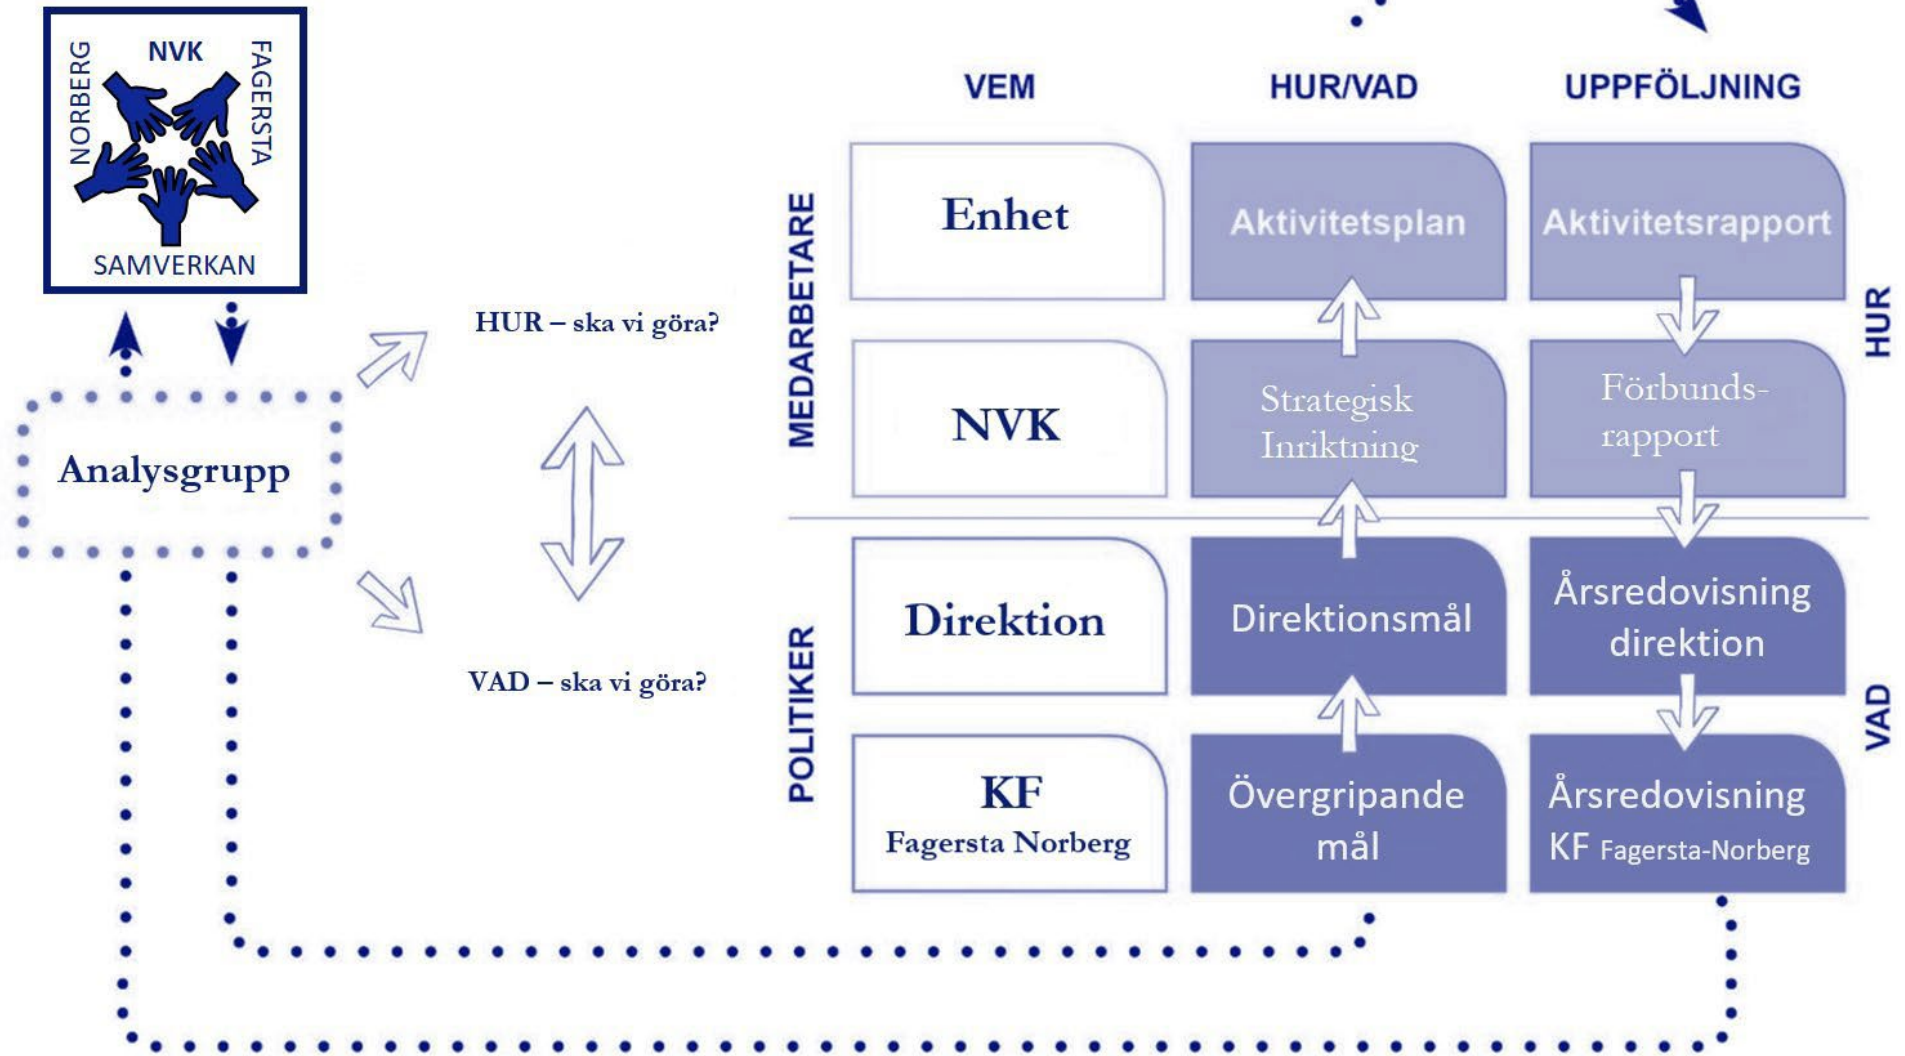 NVK
NORBERG
FAGERSTA
SAMVERKAN
Analysgrupp
HUR – ska vi göra?
VAD – ska vi göra?
VEM
HUR/VAD
UPPFÖLJNING
MEDARBETARE
Enhet
Aktivitetsplan
Aktivitetsrapport
HUR
NVK
Strategisk
Inriktning
Förbunds-
rapport
POLITIKER
Direktion
Direktionsmål
Årsredovisning
direktion
VAD
KF
Fagersta Norberg
Övergripande
mål
Årsredovisning
KF Fagersta-Norberg